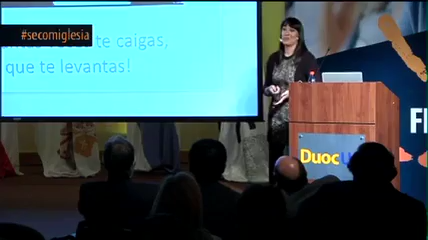 #secomiglesia
te caigas,
que te levantas!
Duoc
FI